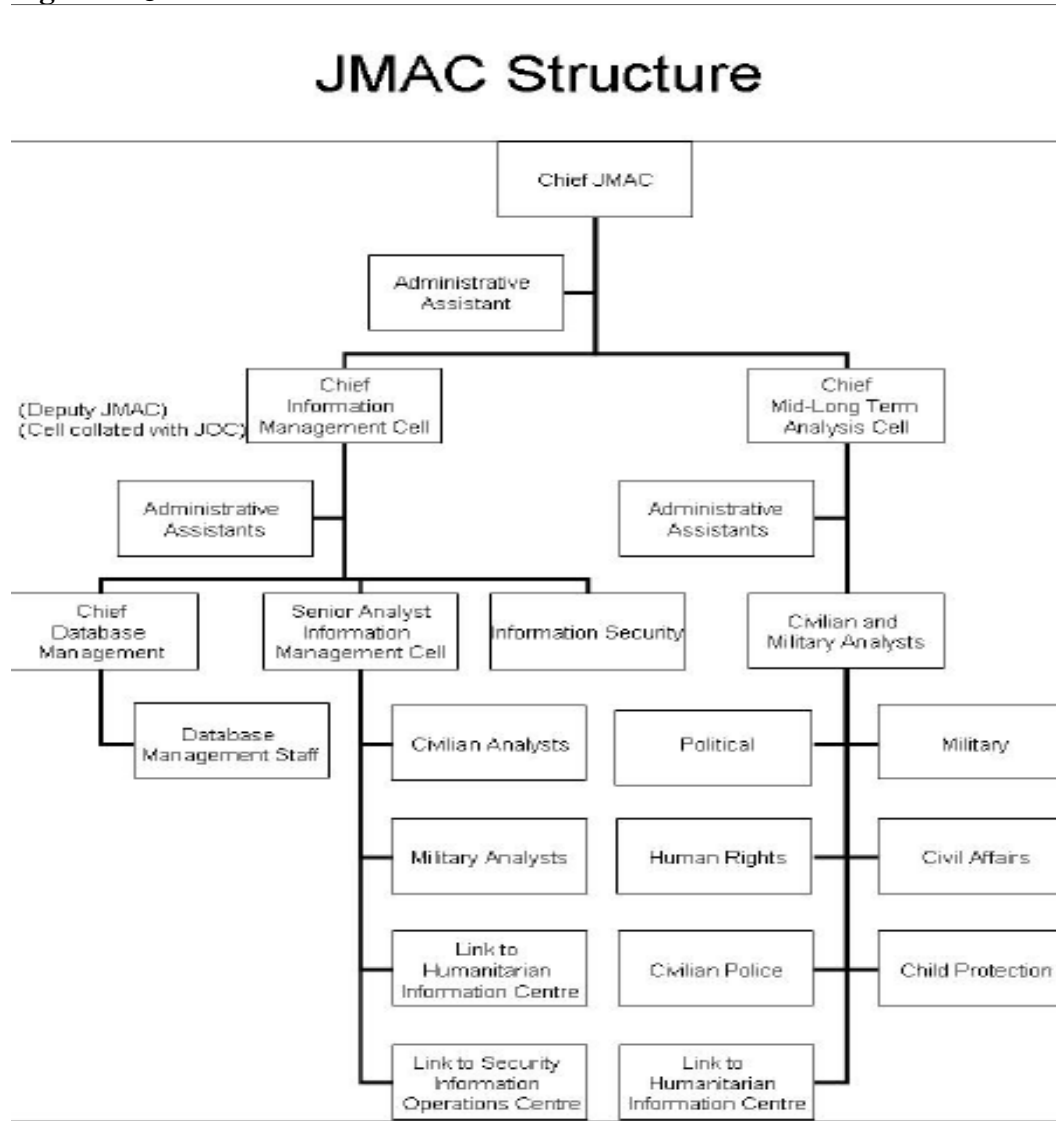 JMAC Structure
Chief JMAC
Administrative
Assistant
Chief
Information
Management Cell
(Deputy JMAC)
(Cell collated with JOC)
Chief
Mid-Long Term
Analysis Cell
Administrative
Assistants
Administrative
Assistants
Chief
Database
Management
Senior Analyst
Information
Management Cell
Information Security
Civilian and
Military Analysts
Database
Management Staff
Civilian Analysts
Political
Military
Military Analysts
Human Rights
Civil Affairs
Link to
Humanitarian
Information Centre
Civilian Police
Child Protection
Link to Security
Information
Operations Centre
Link to
Humanitarian
Information Centre